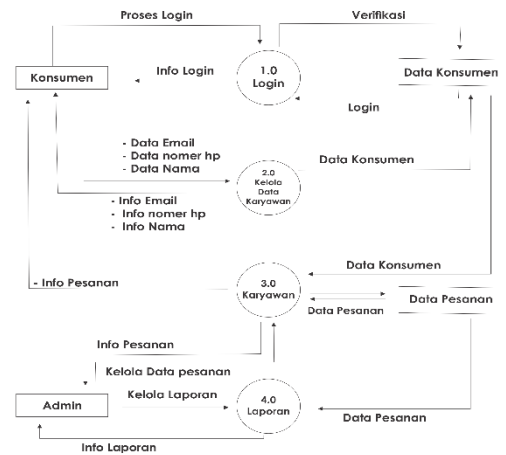 Proses Login
Verifikasi
Konsumen
Info Login
1.0
Login
Data Konsumen
Login
- Data Email
- Data nomer hp
- Data Nama
2.0
Kelola
Data
Karyawan
Data Konsumen
- Info Email
- Info nomer hp
- Info Nama
Data Konsumen
- Info Pesanan
3.0
Karyawan
Data Pesanan
Data Pesanan
Info Pesanan
Kelola Data pesanan
Kelola Laporan
Admin
4.0
Laporan
Data Pesanan
Info Laporan